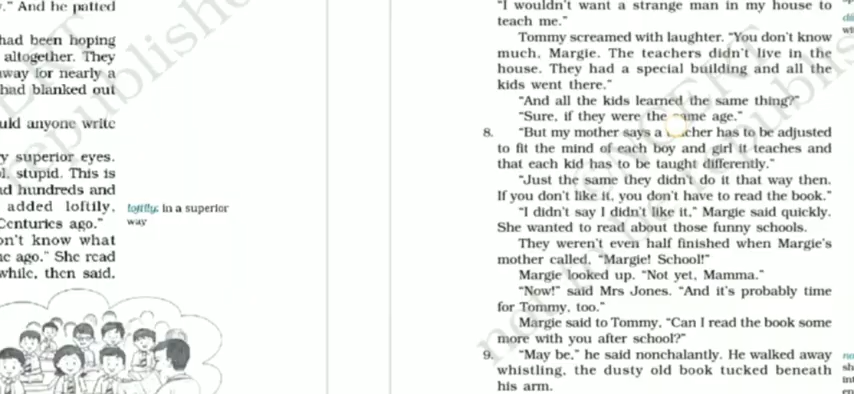 ." And he patted
had been hoping
altogether. They
away for nearly a
had blanked out
uld anyone write
y superior eyes.
l, stupid. This is
nd hundreds and
added loftily,
Centuries ago."
on't know what
me ago." She read
while, then said,
loftily: in a superior
way
"I wouldn't want a strange man in my house to
teach me."
Tommy screamed with laughter. "You don't know
much, Margie. The teachers didn't live in the
house. They had a special building and all the
kids went there."
"And all the kids learned the same thing?"
"Sure, if they were the same age."
8. "But my mother says a teacher has to be adjusted
to fit the mind of each boy and girl it teaches and
that each kid has to be taught differently."
"Just the same they didn't do it that way then.
If you don't like it, you don't have to read the book."
"I didn't say I didn't like it," Margie said quickly.
She wanted to read about those funny schools.
They weren't even half finished when Margie's
mother called, "Margie! School!"
Margie looked up. "Not yet, Mamma."
"Now!" said Mrs Jones. "And it's probably time
for Tommy, too."
Margie said to Tommy, "Can I read the book some
more with you after school?"
9. "May be," he said nonchalantly. He walked away
whistling, the dusty old book tucked beneath
his arm.